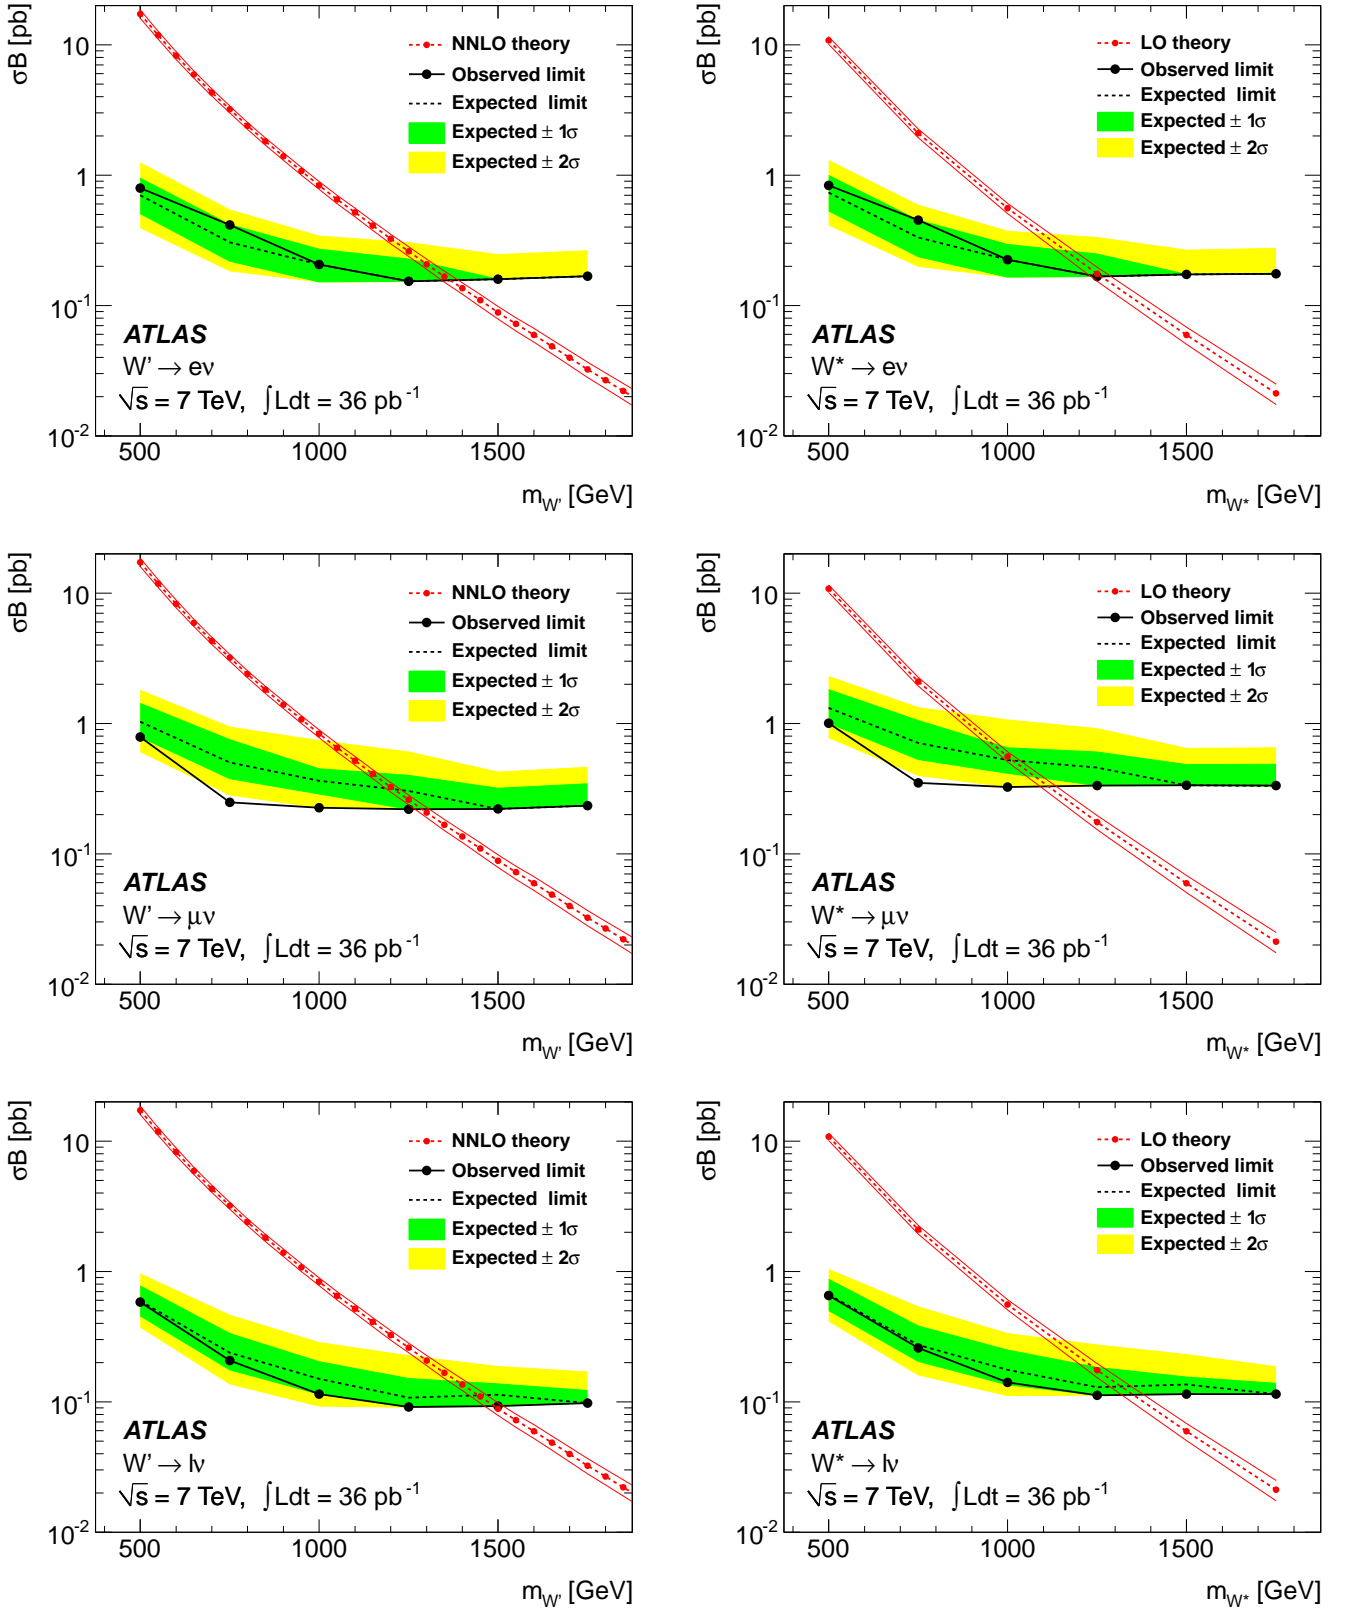 σB [pb]
10
1
10⁻¹
10⁻²
NNLO theory
Observed limit
Expected limit
Expected ± 1σ
Expected ± 2σ
ATLAS
W' → eν
√s = 7 TeV, ∫Ldt = 36 pb⁻¹
500 1000 1500
m_W' [GeV]
σB [pb]
10
1
10⁻¹
10⁻²
LO theory
Observed limit
Expected limit
Expected ± 1σ
Expected ± 2σ
ATLAS
W* → eν
√s = 7 TeV, ∫Ldt = 36 pb⁻¹
500 1000 1500
m_W* [GeV]
σB [pb]
10
1
10⁻¹
10⁻²
NNLO theory
Observed limit
Expected limit
Expected ± 1σ
Expected ± 2σ
ATLAS
W' → μν
√s = 7 TeV, ∫Ldt = 36 pb⁻¹
500 1000 1500
m_W' [GeV]
σB [pb]
10
1
10⁻¹
10⁻²
LO theory
Observed limit
Expected limit
Expected ± 1σ
Expected ± 2σ
ATLAS
W* → μν
√s = 7 TeV, ∫Ldt = 36 pb⁻¹
500 1000 1500
m_W* [GeV]
σB [pb]
10
1
10⁻¹
10⁻²
NNLO theory
Observed limit
Expected limit
Expected ± 1σ
Expected ± 2σ
ATLAS
W' → lν
√s = 7 TeV, ∫Ldt = 36 pb⁻¹
500 1000 1500
m_W' [GeV]
σB [pb]
10
1
10⁻¹
10⁻²
LO theory
Observed limit
Expected limit
Expected ± 1σ
Expected ± 2σ
ATLAS
W* → lν
√s = 7 TeV, ∫Ldt = 36 pb⁻¹
500 1000 1500
m_W* [GeV]